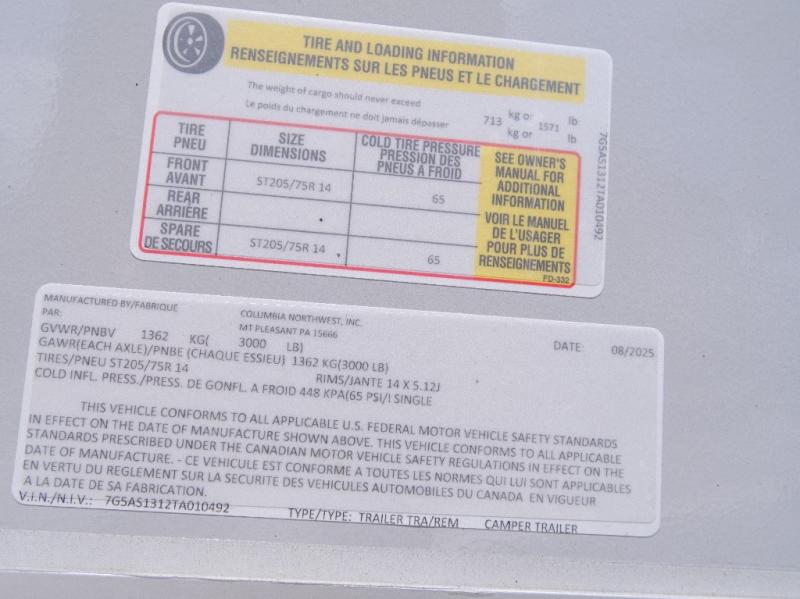 TIRE AND LOADING INFORMATION
RENSEIGNEMENTS SUR LES PNEUS ET LE CHARGEMENT
The weight of cargo should never exceed
Le poids du chargement ne doit jamais dépasser
713 kg or 1571 lb
kg or lb
TIRE
PNEU
SIZE
DIMENSIONS
COLD TIRE PRESSURE
PRESSION DES
PNEUS A FROID
FRONT
AVANT
ST205/75R 14
65
REAR
ARRIÈRE
SPARE
DE SECOURS
ST205/75R 14
65
SEE OWNER'S
MANUAL FOR
ADDITIONAL
INFORMATION
VOIR LE MANUEL
DE L'USAGER
POUR PLUS DE
RENSEIGNEMENTS
FD-332
7G5AS1312TA010492
MANUFACTURED BY/FABRIQUE
PAR:
COLUMBIA NORTHWEST, INC.
MT PLEASANT PA 15666
DATE: 08/2025
GVWR/PNBV 1362 KG( 3000 LB)
GAWR(EACH AXLE)/PNBE (CHAQUE ESSIEU) 1362 KG(3000 LB)
TIRES/PNEU ST205/75R 14 RIMS/JANTE 14 X 5.12J
COLD INFL. PRESS./PRESS. DE GONFL. A FROID 448 KPA(65 PSI/I SINGLE
THIS VEHICLE CONFORMS TO ALL APPLICABLE U.S. FEDERAL MOTOR VEHICLE SAFETY STANDARDS
IN EFFECT ON THE DATE OF MANUFACTURE SHOWN ABOVE. THIS VEHICLE CONFORMS TO ALL APPLICABLE
STANDARDS PRESCRIBED UNDER THE CANADIAN MOTOR VEHICLE SAFETY REGULATIONS IN EFFECT ON THE
DATE OF MANUFACTURE. - CE VEHICULE EST CONFORME A TOUTES LES NORMES QUI LUI SONT APPLICABLES
EN VERTU DU REGLEMENT SUR LA SECURITE DES VEHICULES AUTOMOBILES DU CANADA EN VIGUEUR
A LA DATE DE SA FABRICATION.
V.I.N./N.I.V.: 7G5AS1312TA010492 TYPE/TYPE: TRAILER TRA/REM CAMPER TRAILER